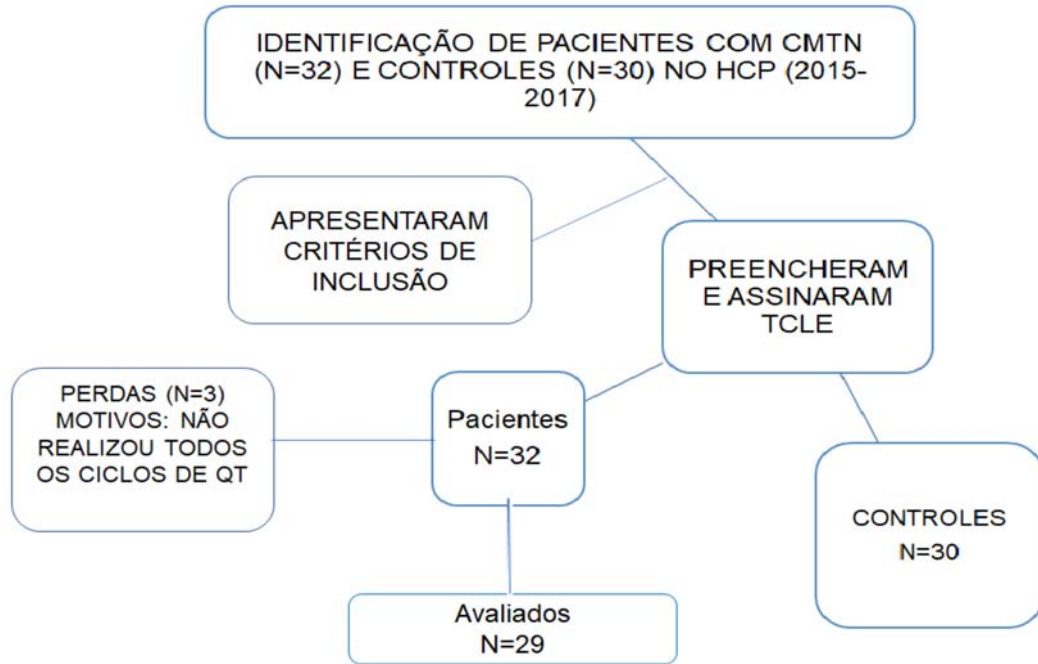 IDENTIFICAÇÃO DE PACIENTES COM CMTN
(N=32) E CONTROLES (N=30) NO HCP (2015-
2017)
APRESENTARAM
CRITÉRIOS DE
INCLUSÃO
PREENCHERAM
E ASSINARAM
TCLE
PERDAS (N=3)
MOTIVOS: NÃO
REALIZOU TODOS
OS CICLOS DE QT
Pacientes
N=32
CONTROLES
N=30
Avaliados
N=29